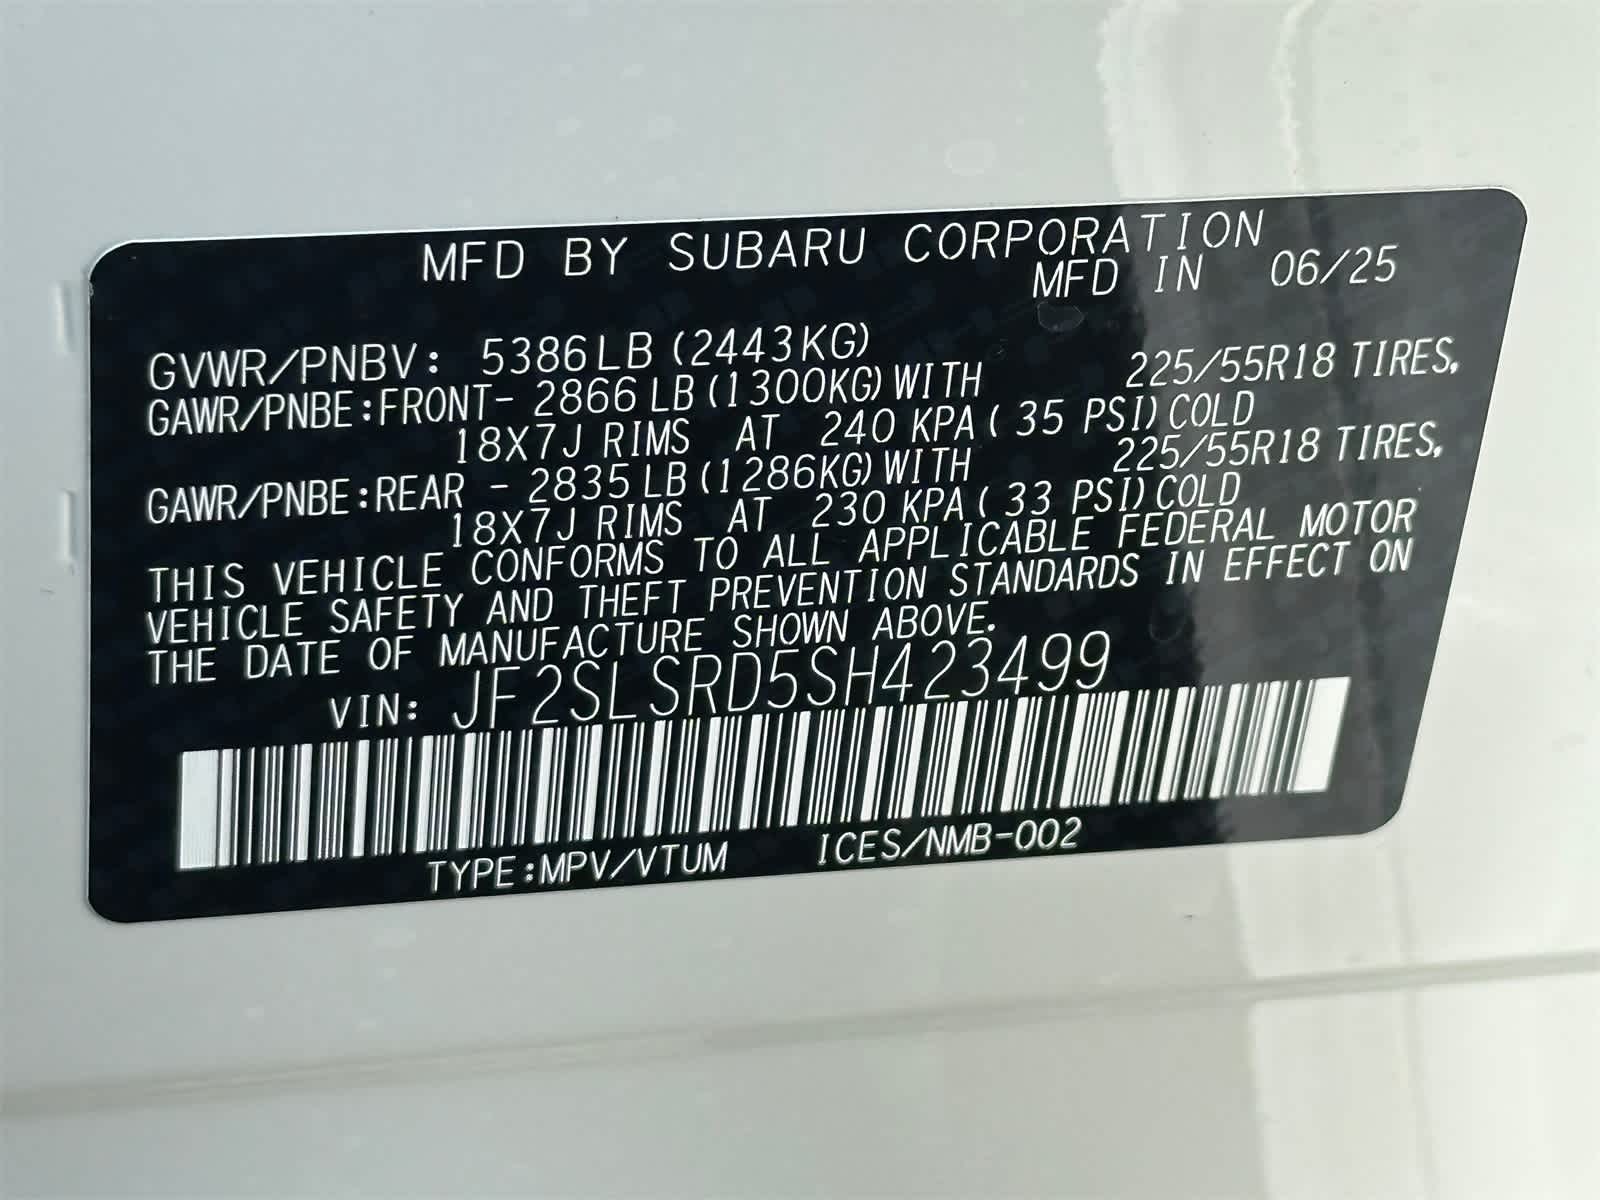 MFD BY SUBARU CORPORATION
MFD IN 06/25
GVWR/PNBV: 5386LB (2443KG)
GAWR/PNBE:FRONT- 2866 LB (1300KG) WITH 225/55R18 TIRES,
18X7J RIMS AT 240 KPA ( 35 PSI) COLD
GAWR/PNBE:REAR - 2835 LB (1286KG) WITH 225/55R18 TIRES,
18X7J RIMS AT 230 KPA ( 33 PSI) COLD
THIS VEHICLE CONFORMS TO ALL APPLICABLE FEDERAL MOTOR
VEHICLE SAFETY AND THEFT PREVENTION STANDARDS IN EFFECT ON
THE DATE OF MANUFACTURE SHOWN ABOVE.
VIN: JF2SLSRD5SH423499
TYPE:MPV/VTUM ICES/NMB-002